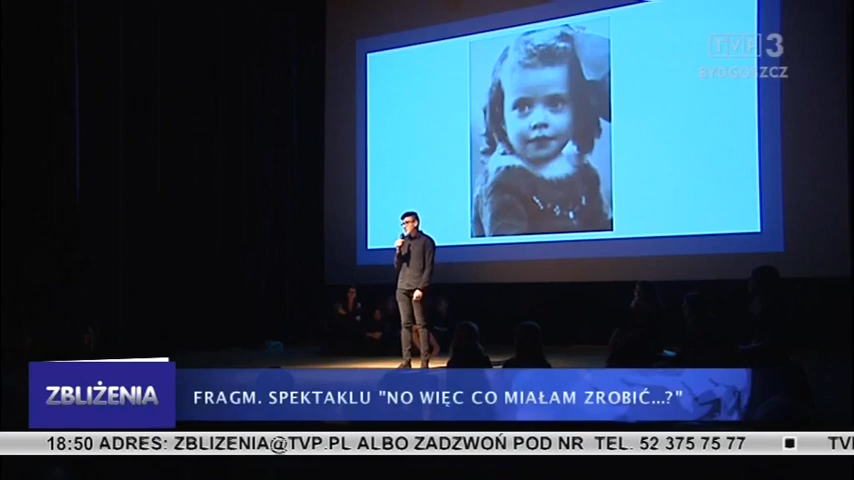 TVP3
BYDGOSZCZ
ZBLIŻENIA
FRAGM. SPEKTAKLU "NO WIĘC CO MIAŁAM ZROBIĆ...?"
18:50 ADRES: ZBLIZENIA@TVP.PL ALBO ZADZWOŃ POD NR TEL. 52 375 75 77 ■ TV